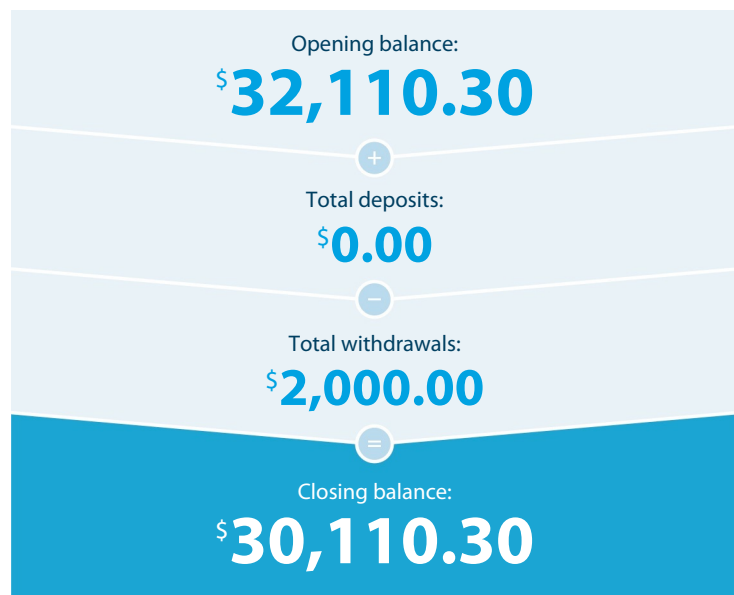 Opening balance:
$32,110.30
+
Total deposits:
$0.00
−
Total withdrawals:
$2,000.00
=
Closing balance:
$30,110.30